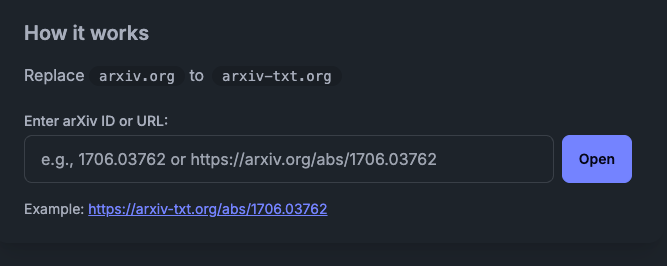 How it works
Replace arxiv.org to arxiv-txt.org
Enter arXiv ID or URL:
e.g., 1706.03762 or https://arxiv.org/abs/1706.03762
Open
Example: https://arxiv-txt.org/abs/1706.03762